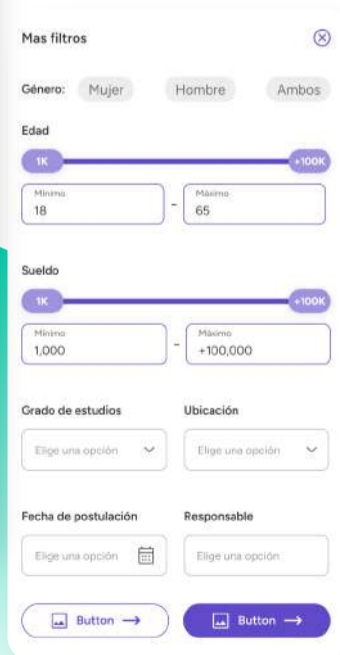 Mas filtros
Género: Mujer Hombre Ambos
Edad
1K +100K
Mínimo Máximo
18 - 65
Sueldo
1K +100K
Mínimo Máximo
1,000 - +100,000
Grado de estudios Ubicación
Elige una opción Elige una opción
Fecha de postulación Responsable
Elige una opción Elige una opción
Button → Button →